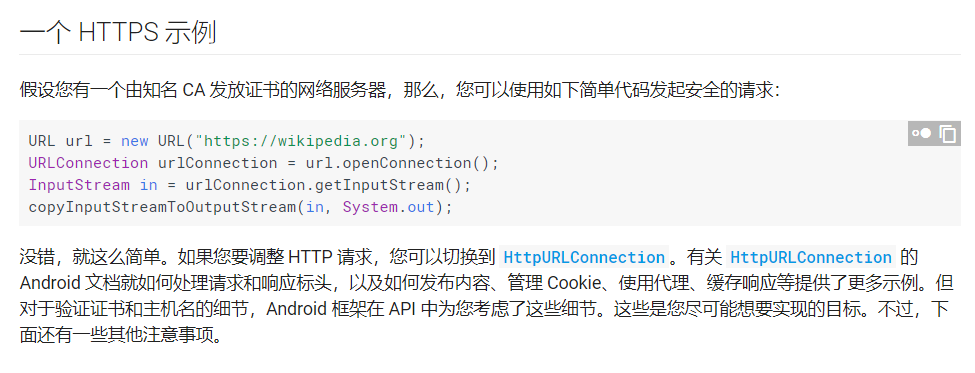 一个 HTTPS 示例
假设您有一个由知名 CA 发放证书的网络服务器，那么，您可以使用如下简单代码发起安全的请求：
URL url = new URL("https://wikipedia.org");
URLConnection urlConnection = url.openConnection();
InputStream in = urlConnection.getInputStream();
copyInputStreamToOutputStream(in, System.out);
没错，就这么简单。如果您要调整 HTTP 请求，您可以切换到 HttpURLConnection。有关 HttpURLConnection 的
Android 文档就如何处理请求和响应标头，以及如何发布内容、管理 Cookie、使用代理、缓存响应等提供了更多示例。但
对于验证证书和主机名的细节，Android 框架在 API 中为您考虑了这些细节。这些是您尽可能想要实现的目标。不过，下
面还有一些其他注意事项。